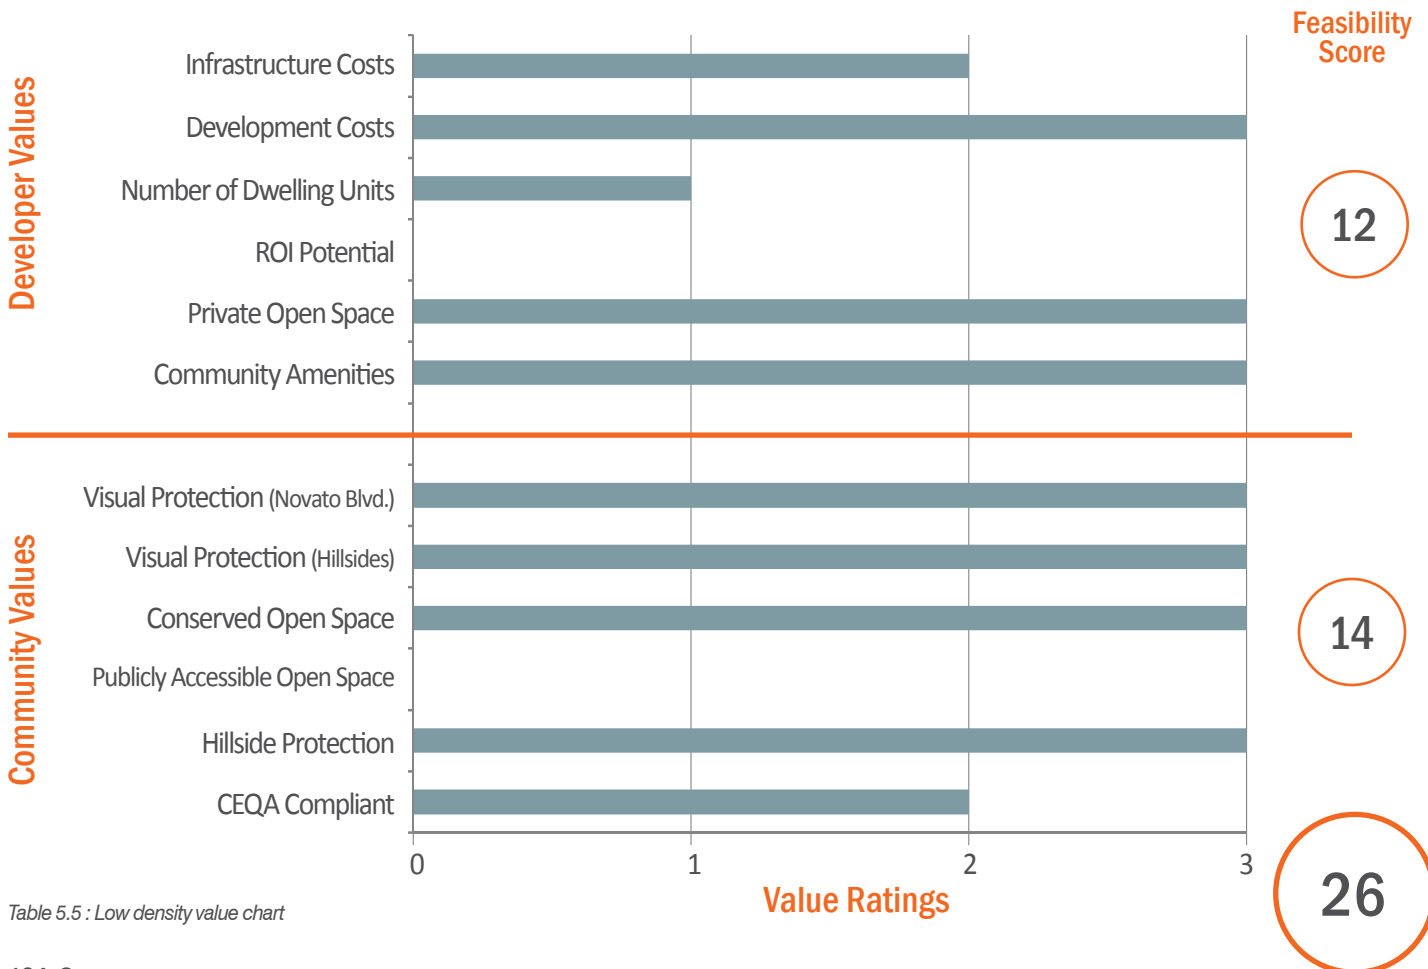 Feasibility
Score
Developer Values
Infrastructure Costs
Development Costs
Number of Dwelling Units
ROI Potential
Private Open Space
Community Amenities
12
Community Values
Visual Protection (Novato Blvd.)
Visual Protection (Hillsides)
Conserved Open Space
Publicly Accessible Open Space
Hillside Protection
CEQA Compliant
14
0 1 2 3
Value Ratings
26
Table 5.5 : Low density value chart